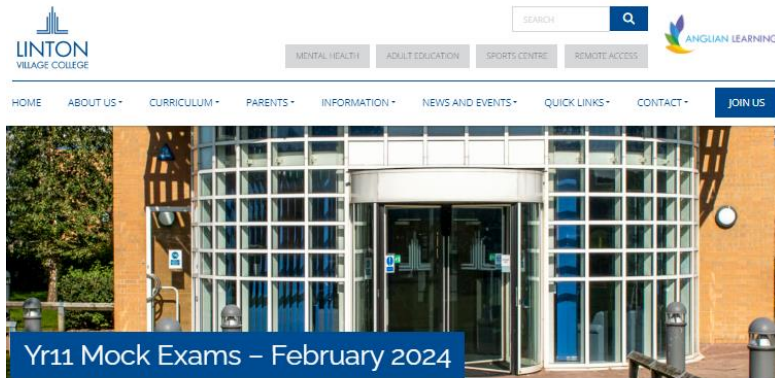 LINTON
VILLAGE COLLEGE
SEARCH
ANGLIAN LEARNING
MENTAL HEALTH ADULT EDUCATION SPORTS CENTRE REMOTE ACCESS
HOME ABOUT US CURRICULUM PARENTS INFORMATION NEWS AND EVENTS QUICK LINKS CONTACT JOIN US
Yr11 Mock Exams – February 2024